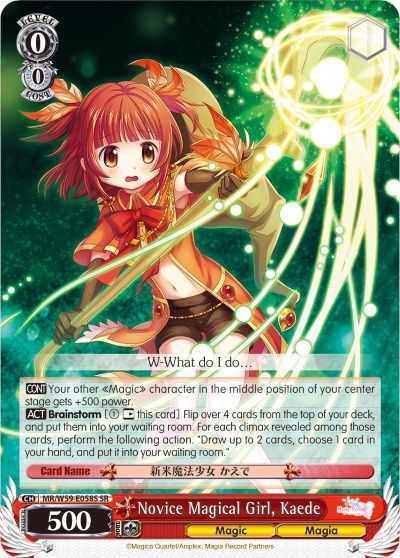 LEVEL
0
0
COST
W-What do I do…
CONT Your other «Magic» character in the middle position of your center
stage gets +500 power.
ACT Brainstorm [① this card] Flip over 4 cards from the top of your deck,
and put them into your waiting room. For each climax revealed among those
cards, perform the following action. "Draw up to 2 cards, choose 1 card in
your hand, and put it into your waiting room."
Card Name 新米魔法少女 かえで
CH MR/W59-E058S SR
Novice Magical Girl, Kaede
500
Magic Magia
©Magica Quartet/Aniplex, Magia Record Partners